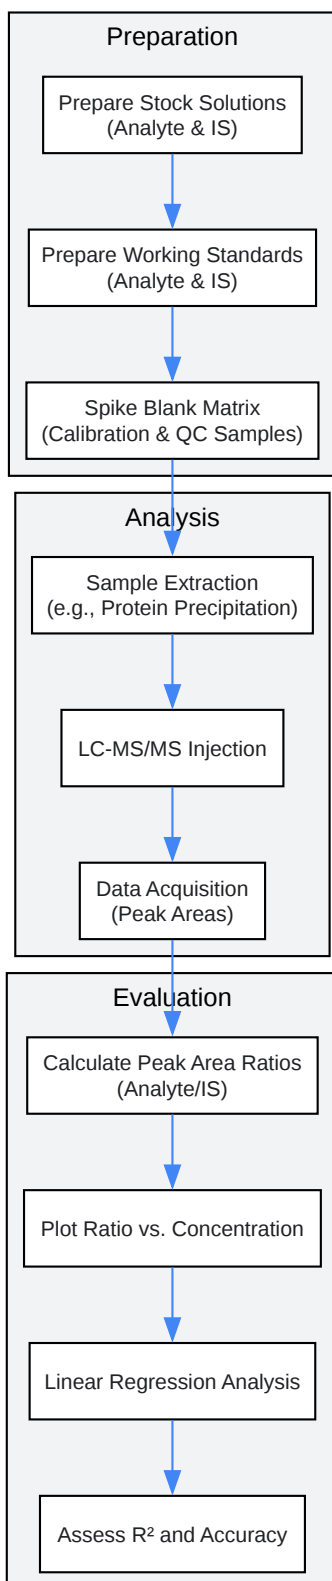 Preparation
Prepare Stock Solutions
(Analyte & IS)
Prepare Working Standards
(Analyte & IS)
Spike Blank Matrix
(Calibration & QC Samples)
Analysis
Sample Extraction
(e.g., Protein Precipitation)
LC-MS/MS Injection
Data Acquisition
(Peak Areas)
Evaluation
Calculate Peak Area Ratios
(Analyte/IS)
Plot Ratio vs. Concentration
Linear Regression Analysis
Assess R² and Accuracy